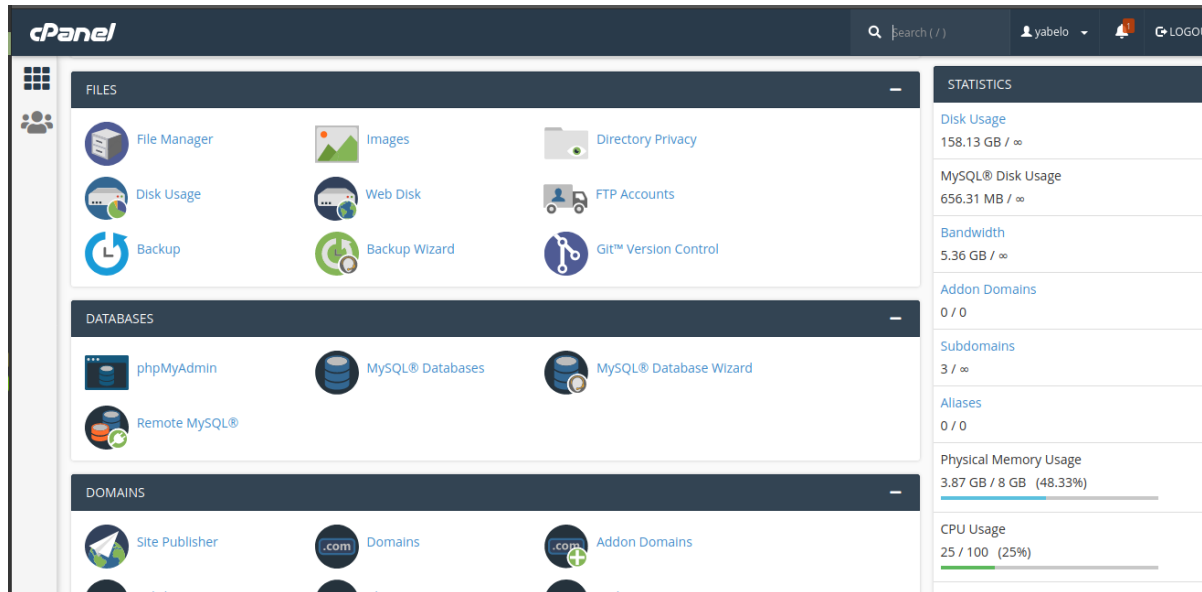 cPanel
Search ( / )
yabelo
1
LOGOU
FILES
File Manager
Images
Directory Privacy
Disk Usage
Web Disk
FTP Accounts
Backup
Backup Wizard
Git™ Version Control
DATABASES
phpMyAdmin
MySQL® Databases
MySQL® Database Wizard
Remote MySQL®
DOMAINS
Site Publisher
.com
Domains
.com
Addon Domains
STATISTICS
Disk Usage
158.13 GB / ∞
MySQL® Disk Usage
656.31 MB / ∞
Bandwidth
5.36 GB / ∞
Addon Domains
0 / 0
Subdomains
3 / ∞
Aliases
0 / 0
Physical Memory Usage
3.87 GB / 8 GB (48.33%)
CPU Usage
25 / 100 (25%)